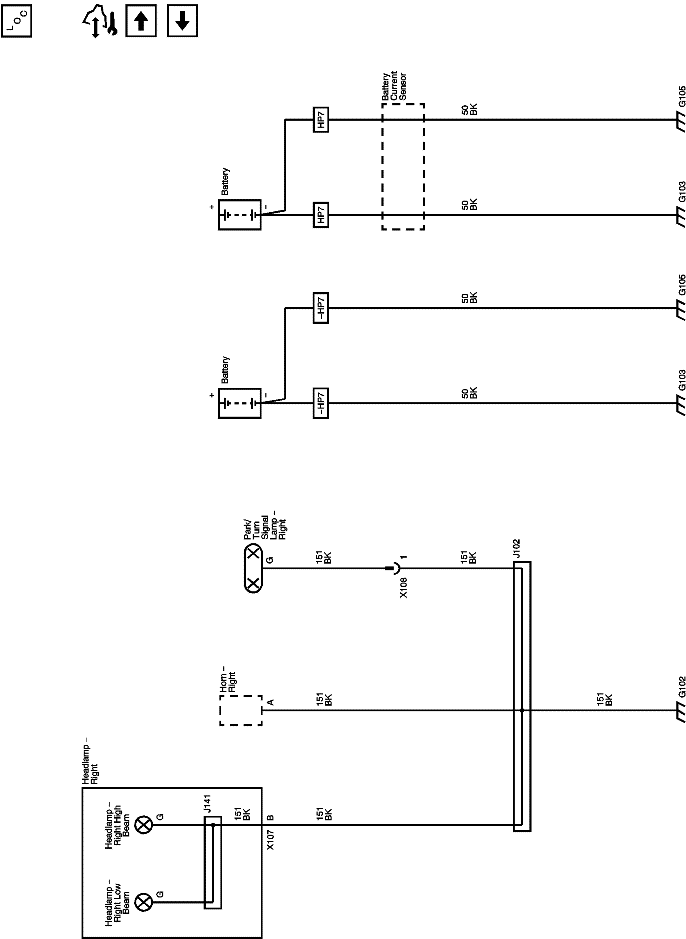 LOC
Battery
Current
Sensor
HP7
50
BK
G105
Battery
+
–
HP7
50
BK
G103
–HP7
50
BK
G105
Battery
+
–
–HP7
50
BK
G103
Park/
Turn
Signal
Lamp –
Right
G
151
BK
1
X108
151
BK
J102
Horn –
Right
A
151
BK
151
BK
G102
Headlamp –
Right
Headlamp –
Right High
Beam
G
J141
151
BK
B
X107
151
BK
Headlamp –
Right Low
Beam
G